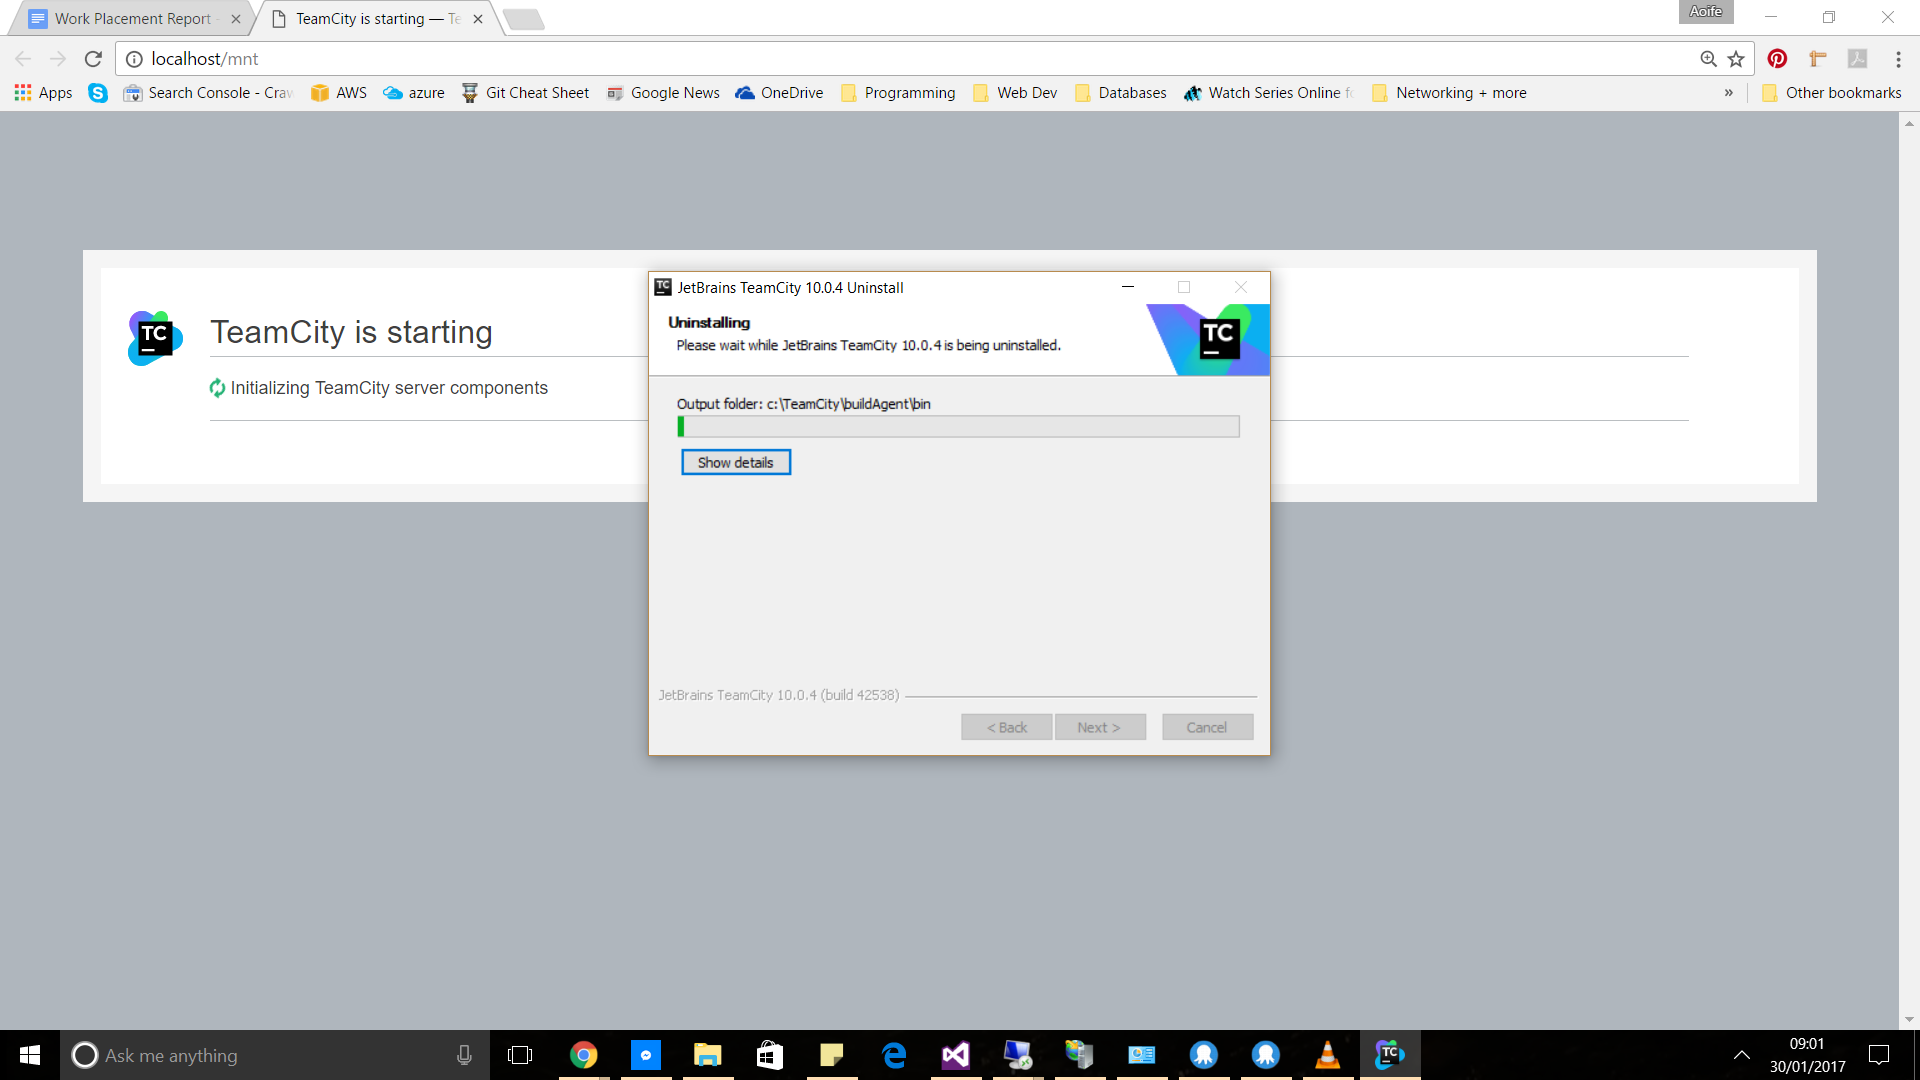 Work Placement Report -
TeamCity is starting — Te
Aoife
localhost/mnt
Apps
Search Console - Craw
AWS
azure
Git Cheat Sheet
Google News
OneDrive
Programming
Web Dev
Databases
Watch Series Online fo
Networking + more
»
Other bookmarks
TC
TeamCity is starting
Initializing TeamCity server components
TC
JetBrains TeamCity 10.0.4 Uninstall
Uninstalling
Please wait while JetBrains TeamCity 10.0.4 is being uninstalled.
TC
Output folder: c:\TeamCity\buildAgent\bin
Show details
JetBrains TeamCity 10.0.4 (build 42538)
< Back
Next >
Cancel
Ask me anything
TC
09:01
30/01/2017